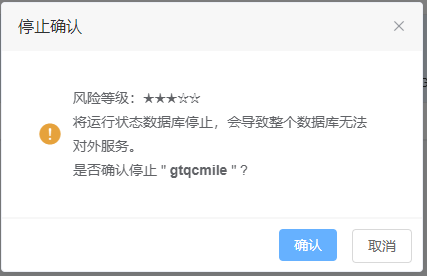 停止确认
风险等级：★★★☆☆
将运行状态数据库停止，会导致整个数据库无法
对外服务。
是否确认停止 " gtqcmile " ?
确认
取消